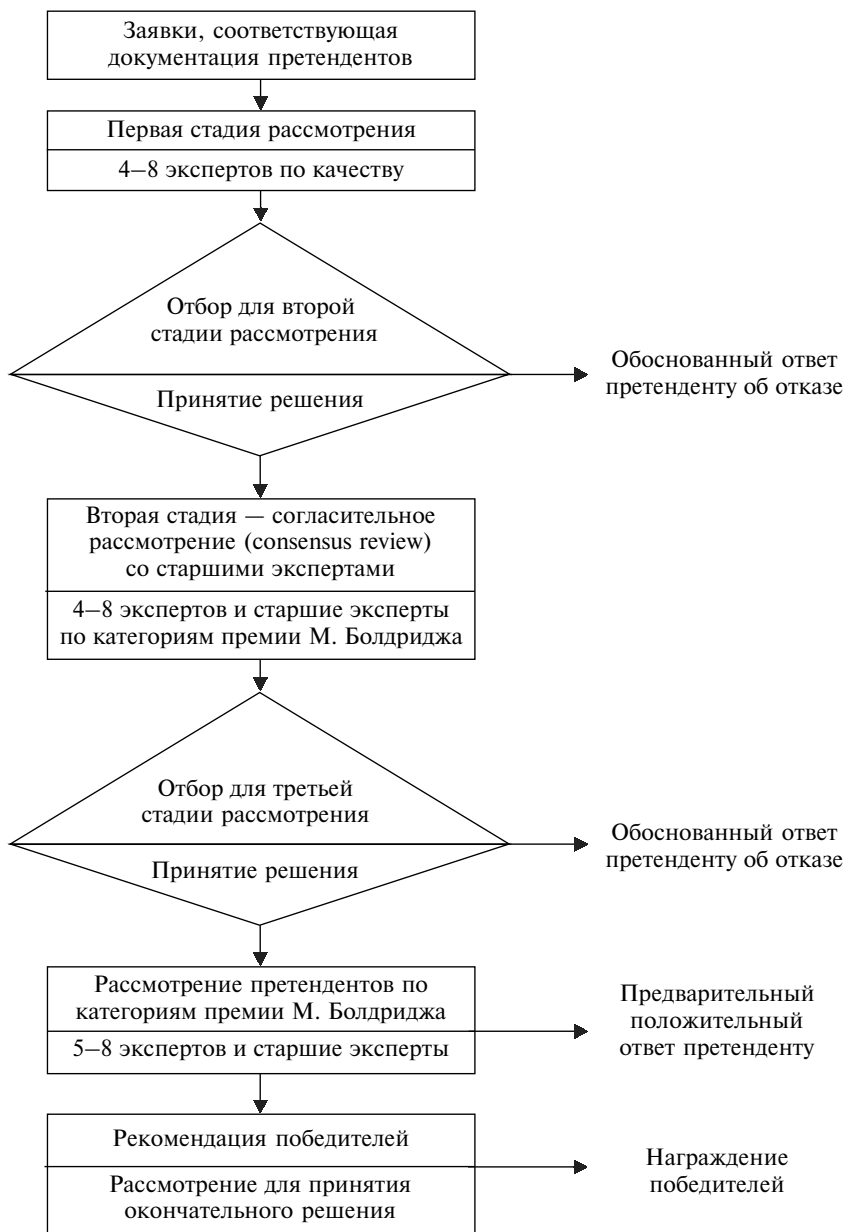 Заявки, соответствующая
документация претендентов
Первая стадия рассмотрения
4–8 экспертов по качеству
Отбор для второй
стадии рассмотрения
Принятие решения
Обоснованный ответ
претенденту об отказе
Вторая стадия — согласительное
рассмотрение (consensus review)
со старшими экспертами
4–8 экспертов и старшие эксперты
по категориям премии М. Болдриджа
Отбор для третьей
стадии рассмотрения
Принятие решения
Обоснованный ответ
претенденту об отказе
Рассмотрение претендентов по
категориям премии М. Болдриджа
5–8 экспертов и старшие эксперты
Предварительный
положительный
ответ претенденту
Рекомендация победителей
Рассмотрение для принятия
окончательного решения
Награждение
победителей